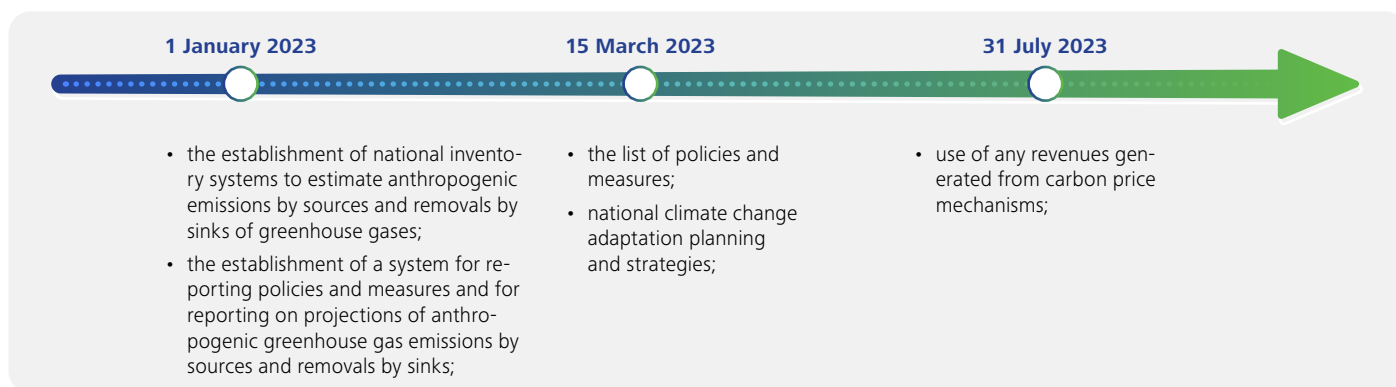 1 January 2023
15 March 2023
31 July 2023
• the establishment of national invento-
ry systems to estimate anthropogenic
emissions by sources and removals by
sinks of greenhouse gases;
• the establishment of a system for re-
porting policies and measures and for
reporting on projections of anthro-
pogenic greenhouse gas emissions by
sources and removals by sinks;
• the list of policies and
measures;
• national climate change
adaptation planning
and strategies;
• use of any revenues gen-
erated from carbon price
mechanisms;